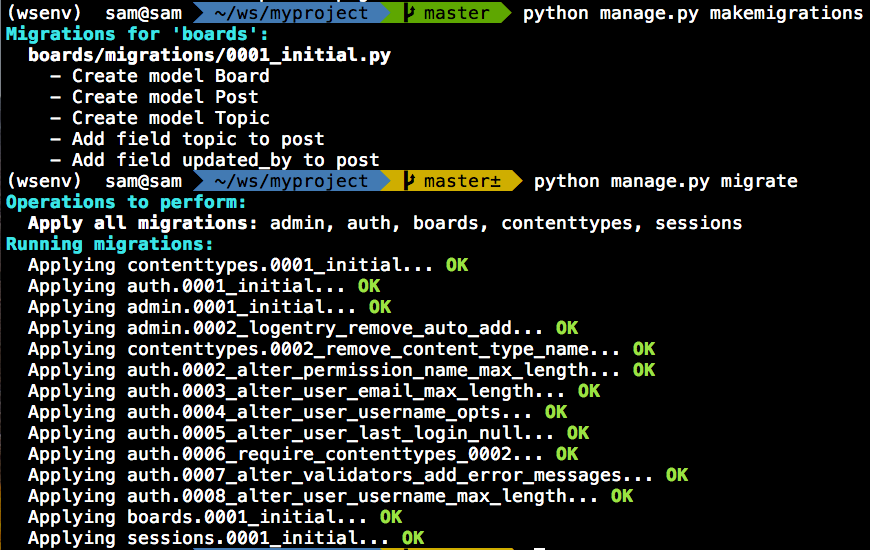 (wsenv) sam@sam ~/ws/myproject master python manage.py makemigrations
Migrations for 'boards':
boards/migrations/0001_initial.py
- Create model Board
- Create model Post
- Create model Topic
- Add field topic to post
- Add field updated_by to post
(wsenv) sam@sam ~/ws/myproject master± python manage.py migrate
Operations to perform:
Apply all migrations: admin, auth, boards, contenttypes, sessions
Running migrations:
Applying contenttypes.0001_initial... OK
Applying auth.0001_initial... OK
Applying admin.0001_initial... OK
Applying admin.0002_logentry_remove_auto_add... OK
Applying contenttypes.0002_remove_content_type_name... OK
Applying auth.0002_alter_permission_name_max_length... OK
Applying auth.0003_alter_user_email_max_length... OK
Applying auth.0004_alter_user_username_opts... OK
Applying auth.0005_alter_user_last_login_null... OK
Applying auth.0006_require_contenttypes_0002... OK
Applying auth.0007_alter_validators_add_error_messages... OK
Applying auth.0008_alter_user_username_max_length... OK
Applying boards.0001_initial... OK
Applying sessions.0001_initial... OK